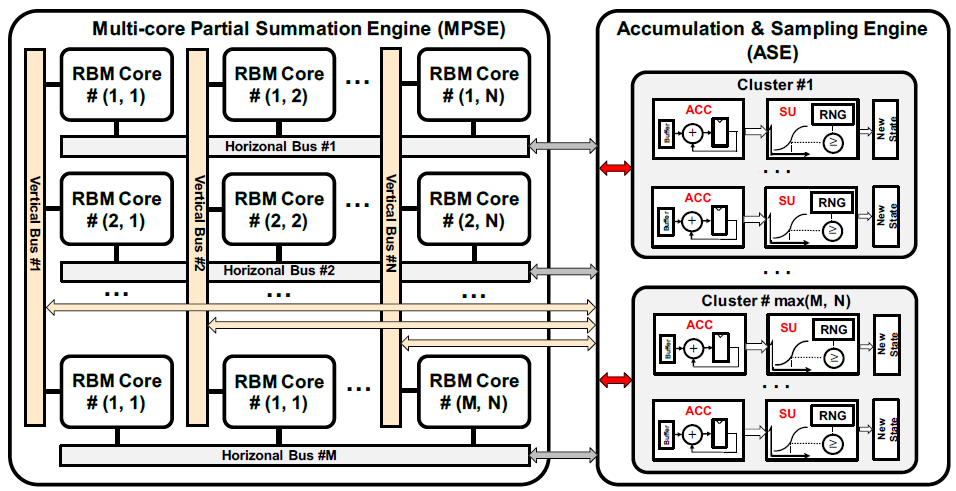 Multi-core Partial Summation Engine (MPSE)
RBM Core
# (1, 1)
RBM Core
# (1, 2)
...
RBM Core
# (1, N)
Horizonal Bus #1
RBM Core
# (2, 1)
RBM Core
# (2, 2)
...
RBM Core
# (2, N)
Horizonal Bus #2
... ... ...
RBM Core
# (1, 1)
RBM Core
# (1, 1)
...
RBM Core
# (M, N)
Horizonal Bus #M
Vertical Bus #1
Vertical Bus #2
Vertical Bus #N
Accumulation & Sampling Engine
(ASE)
Cluster #1
ACC
Buffer
+
SU
RNG
≥
New
State
...
ACC
Buffer
+
SU
RNG
≥
New
State
...
Cluster # max(M, N)
ACC
Buffer
+
SU
RNG
≥
New
State
...
ACC
Buffer
+
SU
RNG
≥
New
State